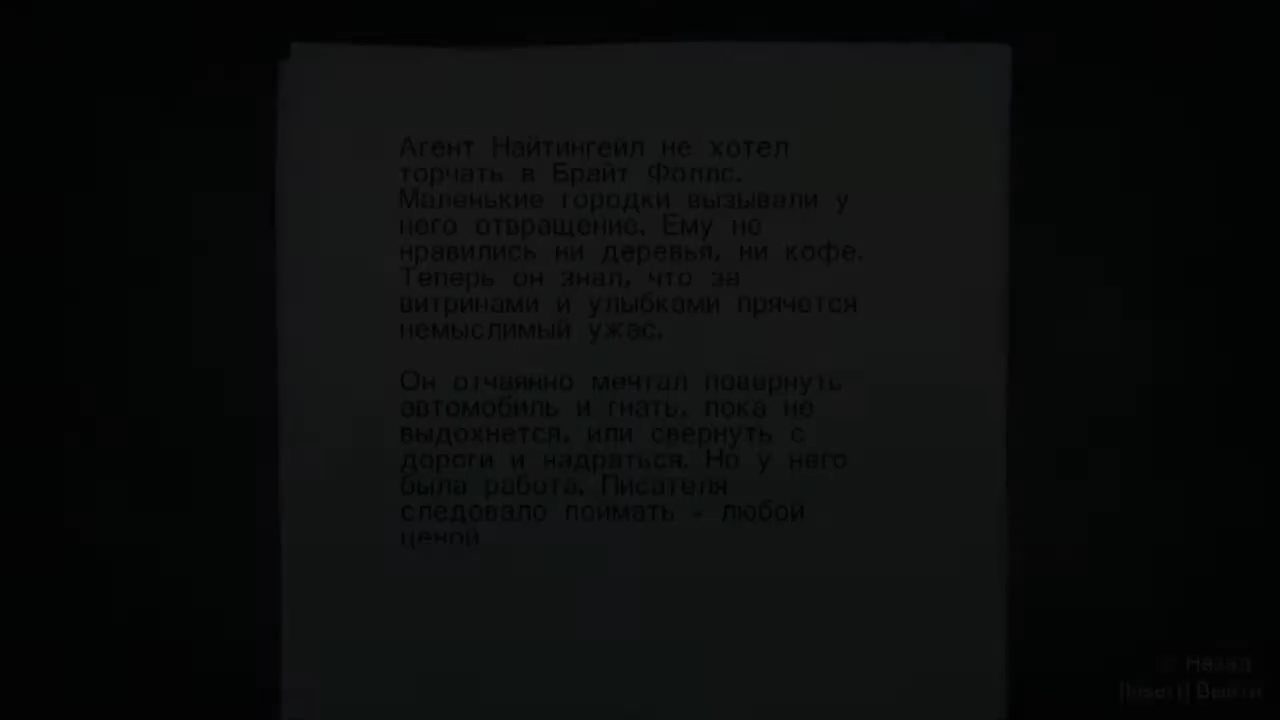 Агент Найтингейл не хотел
торчать в Брайт Фоллс.
Маленькие городки вызывали у
него отвращение. Ему не
нравились ни деревья, ни кофе.
Теперь он знал, что за
витринами и улыбками прячется
немыслимый ужас.
Он отчаянно мечтал повернуть
автомобиль и гнать, пока не
выдохнется, или свернуть с
дороги и надраться. Но у него
была работа. Писателя
следовало поймать - любой
ценой
Назад
[Insert] Выйти